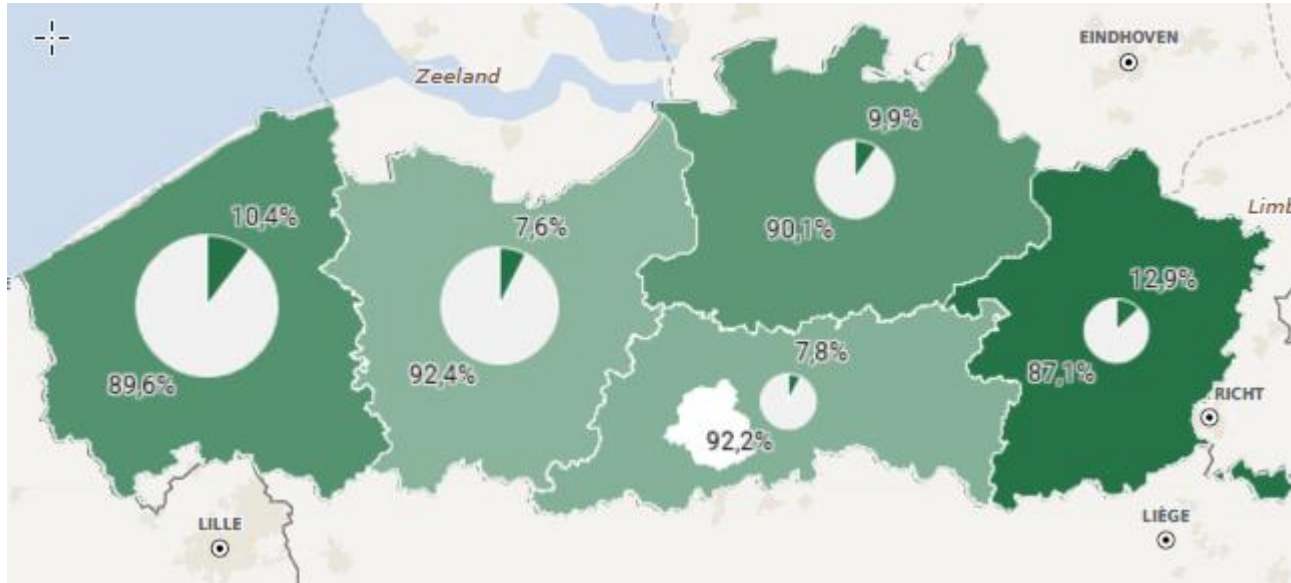 EINDHOVEN
Zeeland
9,9%
90,1%
10,4%
89,6%
7,6%
92,4%
7,8%
92,2%
12,9%
87,1%
Limb
RICHT
LILLE
LIÈGE